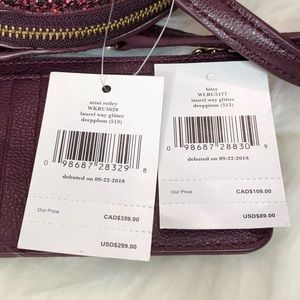 mini reiley
WKRU5628
laurel way glitter
deepplum (515)
0 98687 28329 8
debuted on 09-22-2018
Our Price
CAD$359.00
USD$299.00
bitsy
WLRU5177
laurel way glitter
deepplum (515)
0 98687 28830 9
debuted on 09-22-2018
Our Price
CAD$109.00
USD$89.00